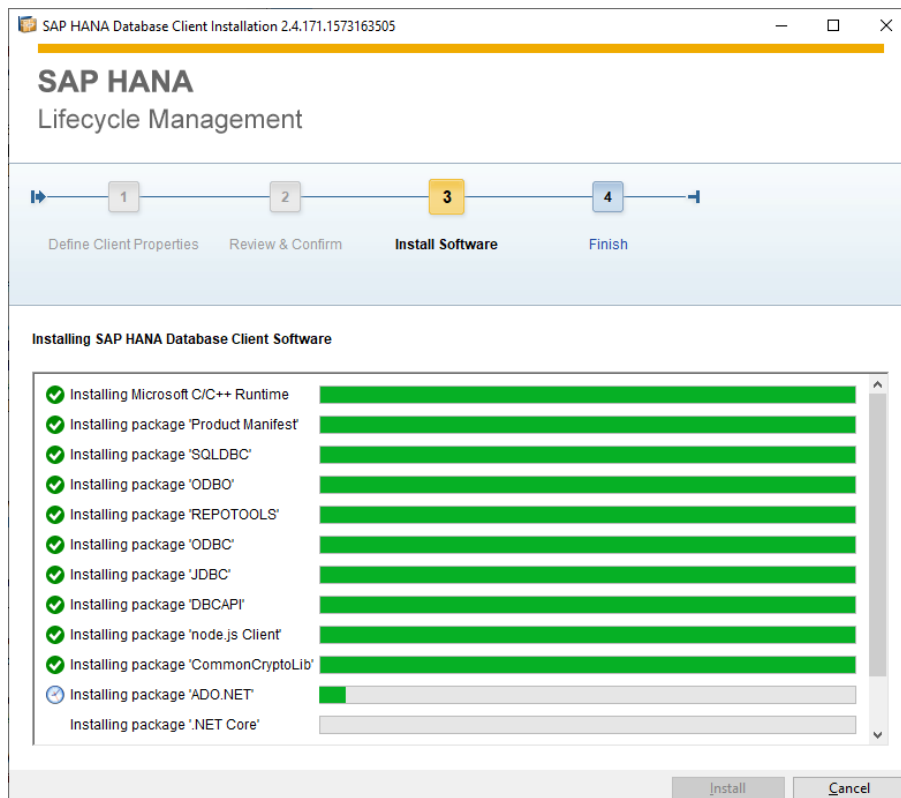 SAP HANA Database Client Installation 2.4.171.1573163505
SAP HANA
Lifecycle Management
1
2
3
4
Define Client Properties
Review & Confirm
Install Software
Finish
Installing SAP HANA Database Client Software
Installing Microsoft C/C++ Runtime
Installing package 'Product Manifest'
Installing package 'SQLDBC'
Installing package 'ODBO'
Installing package 'REPOTOOLS'
Installing package 'ODBC'
Installing package 'JDBC'
Installing package 'DBCAPI'
Installing package 'node.js Client'
Installing package 'CommonCryptoLib'
Installing package 'ADO.NET'
Installing package '.NET Core'
Install
Cancel